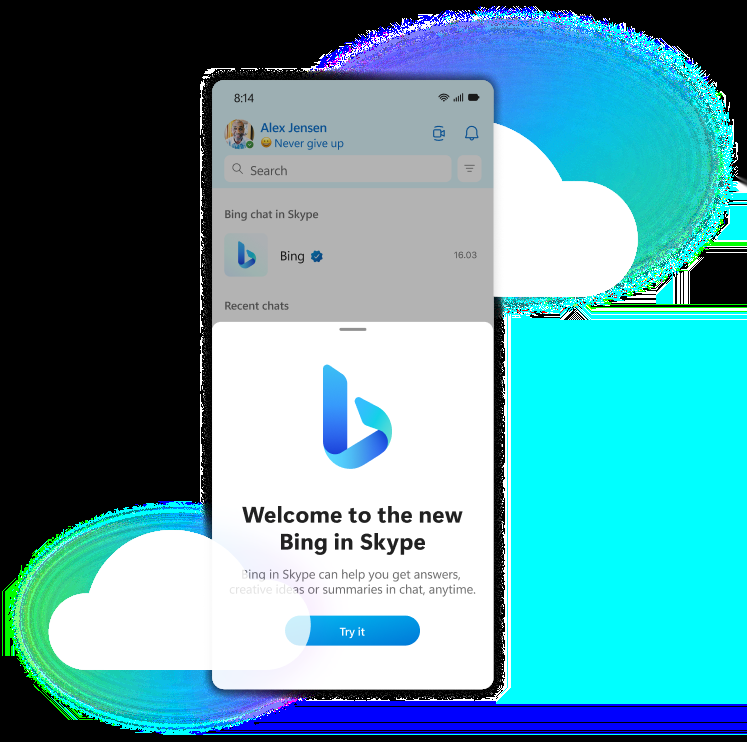 8:14
Alex Jensen
😀 Never give up
Search
Bing chat in Skype
Bing
16.03
Recent chats
Welcome to the new
Bing in Skype
Bing in Skype can help you get answers,
creative ideas or summaries in chat, anytime.
Try it